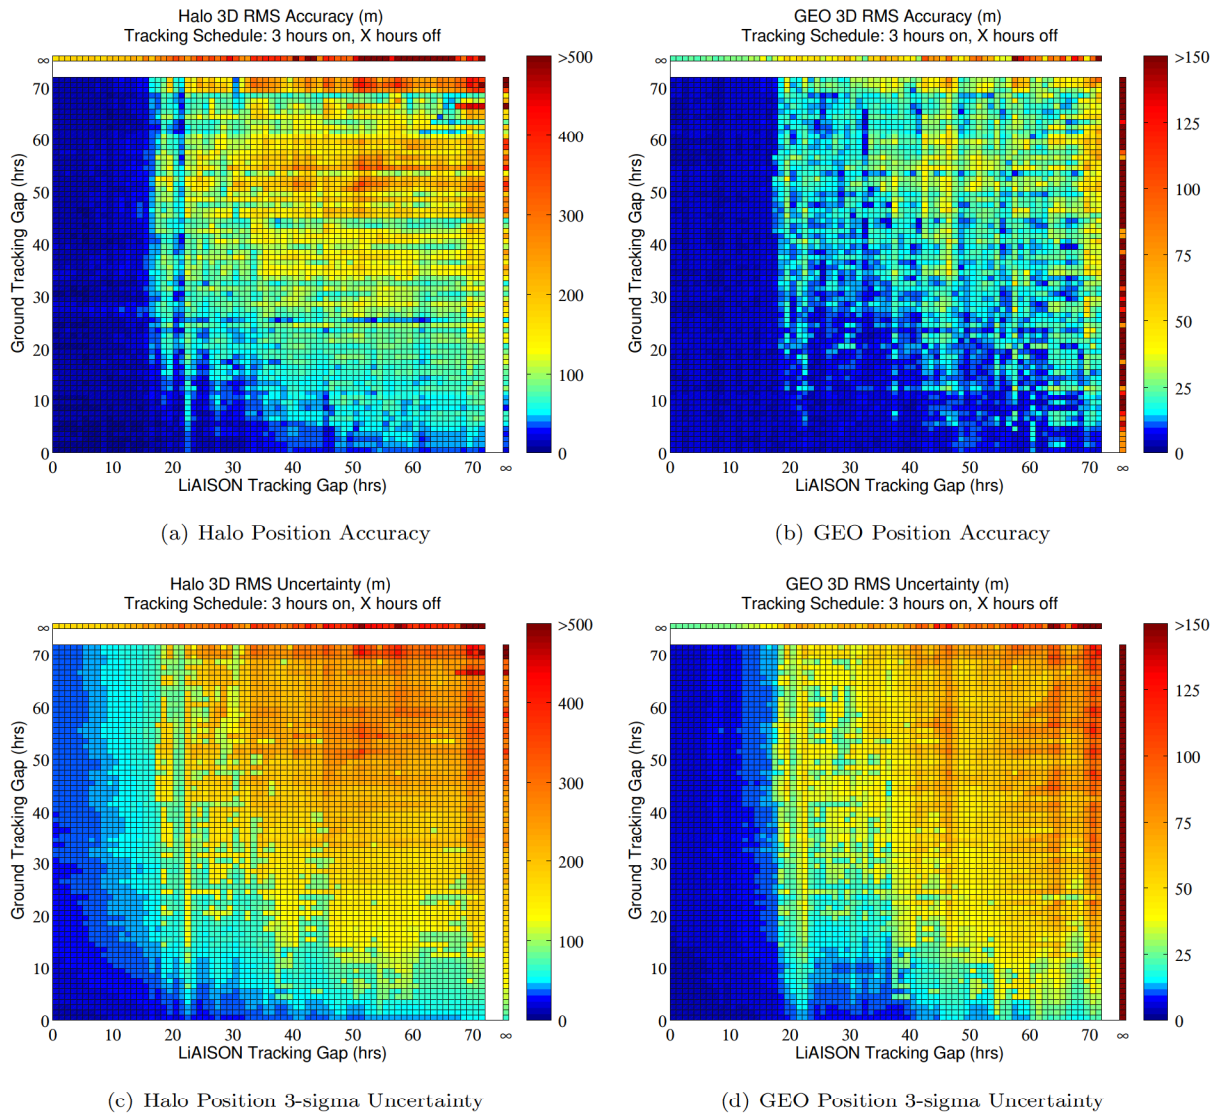 Halo 3D RMS Accuracy (m)
Tracking Schedule: 3 hours on, X hours off
Ground Tracking Gap (hrs)
∞
70
60
50
40
30
20
10
0
0 10 20 30 40 50 60 70 ∞
LiAISON Tracking Gap (hrs)
>500
400
300
200
100
0
(a) Halo Position Accuracy
GEO 3D RMS Accuracy (m)
Tracking Schedule: 3 hours on, X hours off
Ground Tracking Gap (hrs)
∞
70
60
50
40
30
20
10
0
0 10 20 30 40 50 60 70 ∞
LiAISON Tracking Gap (hrs)
>150
125
100
75
50
25
0
(b) GEO Position Accuracy
Halo 3D RMS Uncertainty (m)
Tracking Schedule: 3 hours on, X hours off
Ground Tracking Gap (hrs)
∞
70
60
50
40
30
20
10
0
0 10 20 30 40 50 60 70 ∞
LiAISON Tracking Gap (hrs)
>500
400
300
200
100
0
(c) Halo Position 3-sigma Uncertainty
GEO 3D RMS Uncertainty (m)
Tracking Schedule: 3 hours on, X hours off
Ground Tracking Gap (hrs)
∞
70
60
50
40
30
20
10
0
0 10 20 30 40 50 60 70 ∞
LiAISON Tracking Gap (hrs)
>150
125
100
75
50
25
0
(d) GEO Position 3-sigma Uncertainty